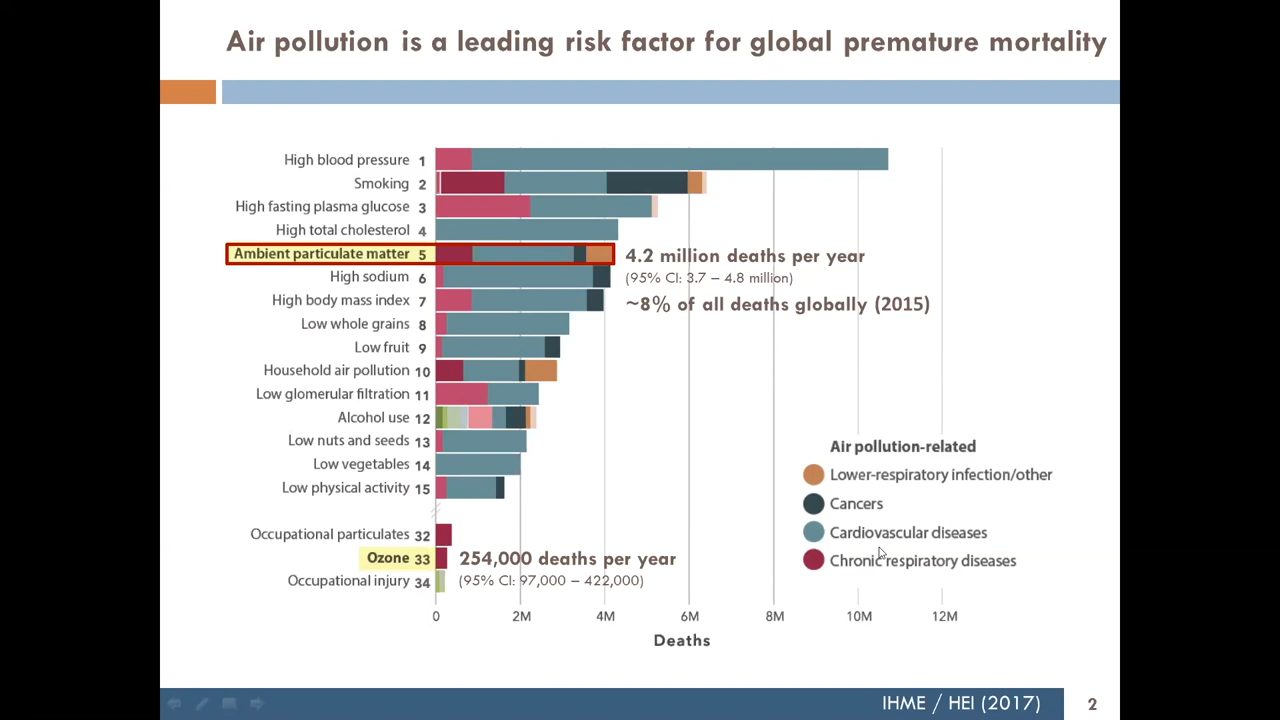 Air pollution is a leading risk factor for global premature mortality
High blood pressure 1
Smoking 2
High fasting plasma glucose 3
High total cholesterol 4
Ambient particulate matter 5
4.2 million deaths per year
(95% CI: 3.7 – 4.8 million)
High sodium 6
High body mass index 7
~8% of all deaths globally (2015)
Low whole grains 8
Low fruit 9
Household air pollution 10
Low glomerular filtration 11
Alcohol use 12
Low nuts and seeds 13
Low vegetables 14
Low physical activity 15
Air pollution-related
Lower-respiratory infection/other
Cancers
Cardiovascular diseases
Chronic respiratory diseases
Occupational particulates 32
Ozone 33
254,000 deaths per year
(95% CI: 97,000 – 422,000)
Occupational injury 34
0 2M 4M 6M 8M 10M 12M
Deaths
IHME / HEI (2017) 2